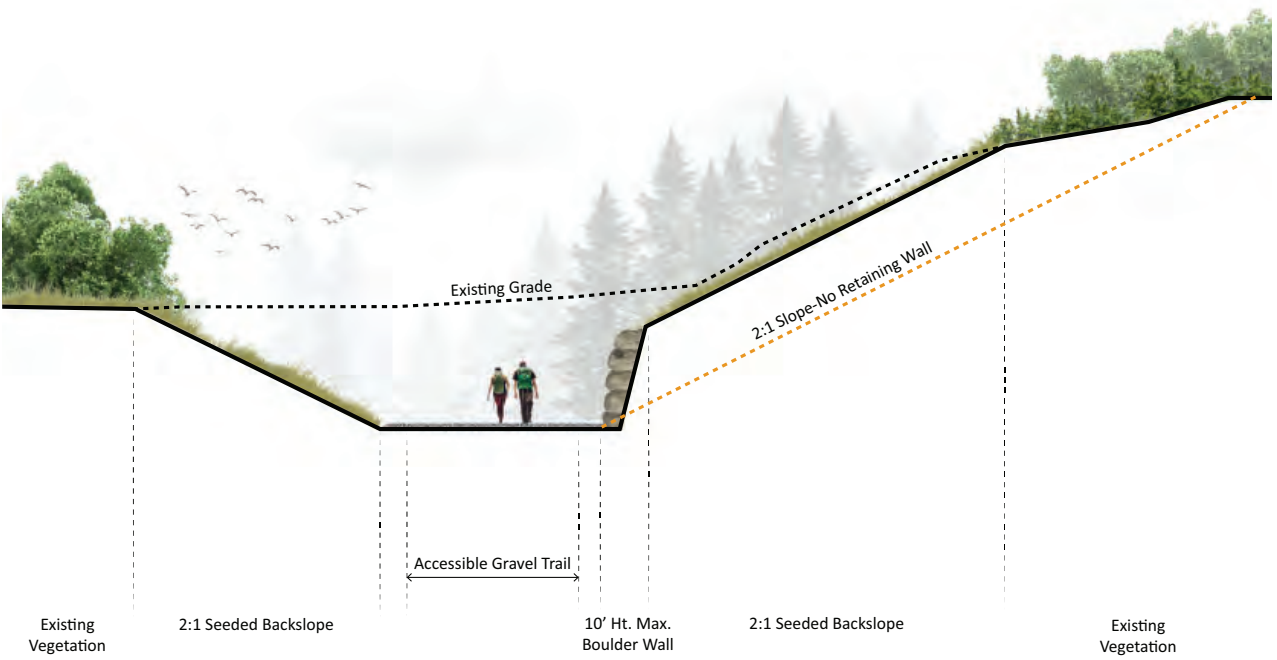 Existing Grade
2:1 Slope-No Retaining Wall
Accessible Gravel Trail
Existing
Vegetation
2:1 Seeded Backslope
10' Ht. Max.
Boulder Wall
2:1 Seeded Backslope
Existing
Vegetation